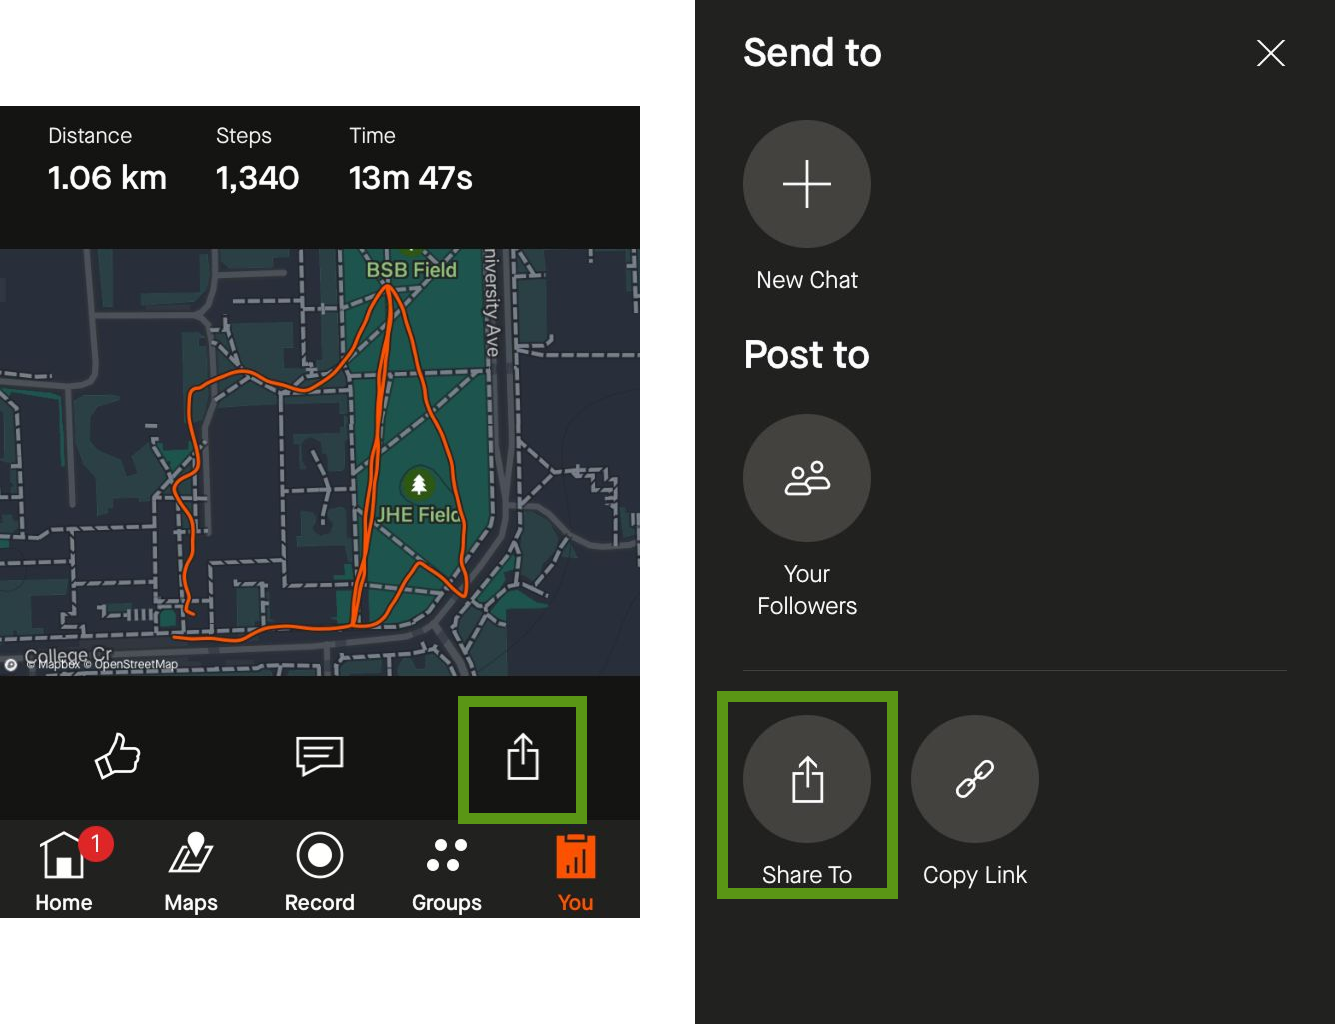 Distance Steps Time
1.06 km 1,340 13m 47s
BSB Field
niversity Ave
JHE Field
College Cr
© Mapbox © OpenStreetMap
1
Home Maps Record Groups You
Send to
New Chat
Post to
Your
Followers
Share To Copy Link